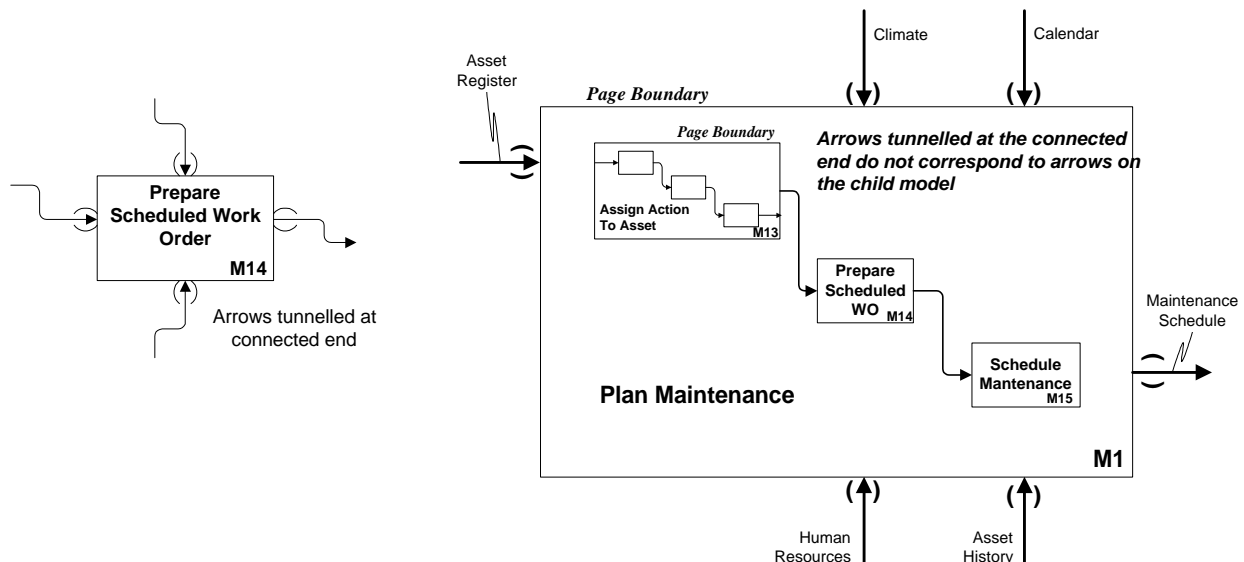 Prepare
Scheduled Work
Order
M14
Arrows tunnelled at
connected end
Climate
Calendar
Asset
Register
Page Boundary
( )
( )
( )
Page Boundary
Arrows tunnelled at the connected
end do not correspond to arrows on
the child model
Assign Action
To Asset
M13
Prepare
Scheduled
WO
M14
Schedule
Mantenance
M15
Maintenance
Schedule
( )
Plan Maintenance
M1
( )
( )
Human
Resources
Asset
History